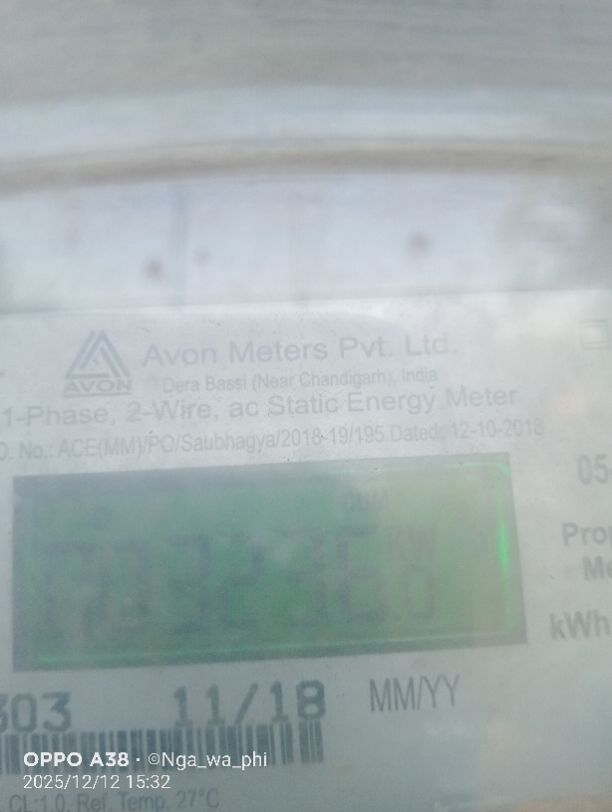 Avon Meters Pvt. Ltd.
AVON
Dera Bassi (Near Chandigarh), India
1-Phase, 2-Wire, ac Static Energy Meter
No.: ACE(MM)/PO/Saubhagya/2018-19/195 Dated: 12-10-2018
05
Prop
Me
kWh
303 11/18 MM/YY
OPPO A38 · ©Nga_wa_phi
2025/12/12 15:32
CL:1.0, Ref. Temp. 27°C